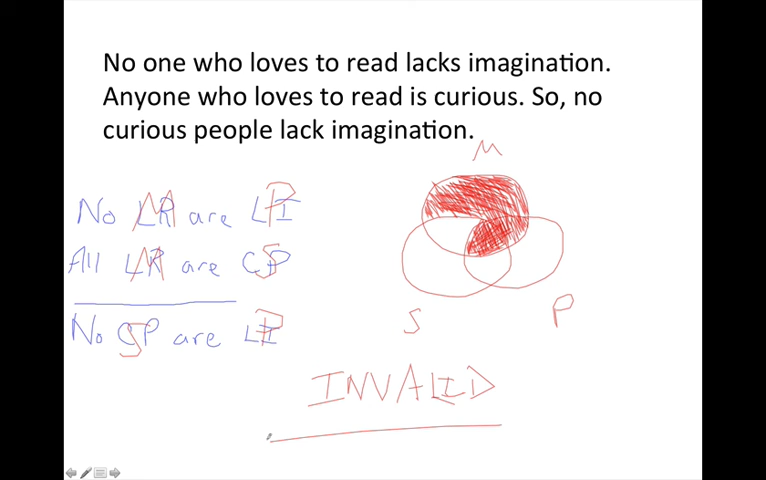 No one who loves to read lacks imagination.
Anyone who loves to read is curious. So, no
curious people lack imagination.
M
No LR are LI
M P
All LR are CP
M S
No CP are LI
S P
S
P
INVALID